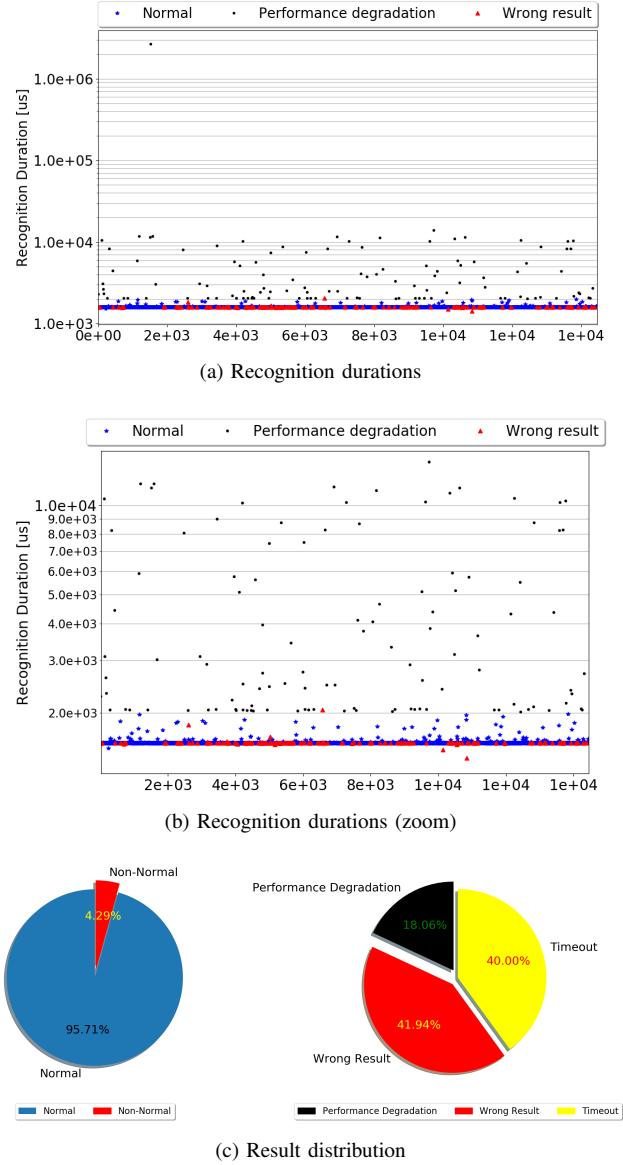 Normal Performance degradation Wrong result
Recognition Duration [us]
1.0e+06
1.0e+05
1.0e+04
1.0e+03
0e+00 2e+03 4e+03 6e+03 8e+03 1e+04 1e+04 1e+04
(a) Recognition durations
Normal Performance degradation Wrong result
Recognition Duration [us]
1.0e+04
9.0e+03
8.0e+03
7.0e+03
6.0e+03
5.0e+03
4.0e+03
3.0e+03
2.0e+03
2e+03 4e+03 6e+03 8e+03 1e+04 1e+04 1e+04
(b) Recognition durations (zoom)
Non-Normal
4.29%
95.71%
Normal
Performance Degradation
18.06%
Timeout
40.00%
41.94%
Wrong Result
Normal Non-Normal
Performance Degradation Wrong Result Timeout
(c) Result distribution